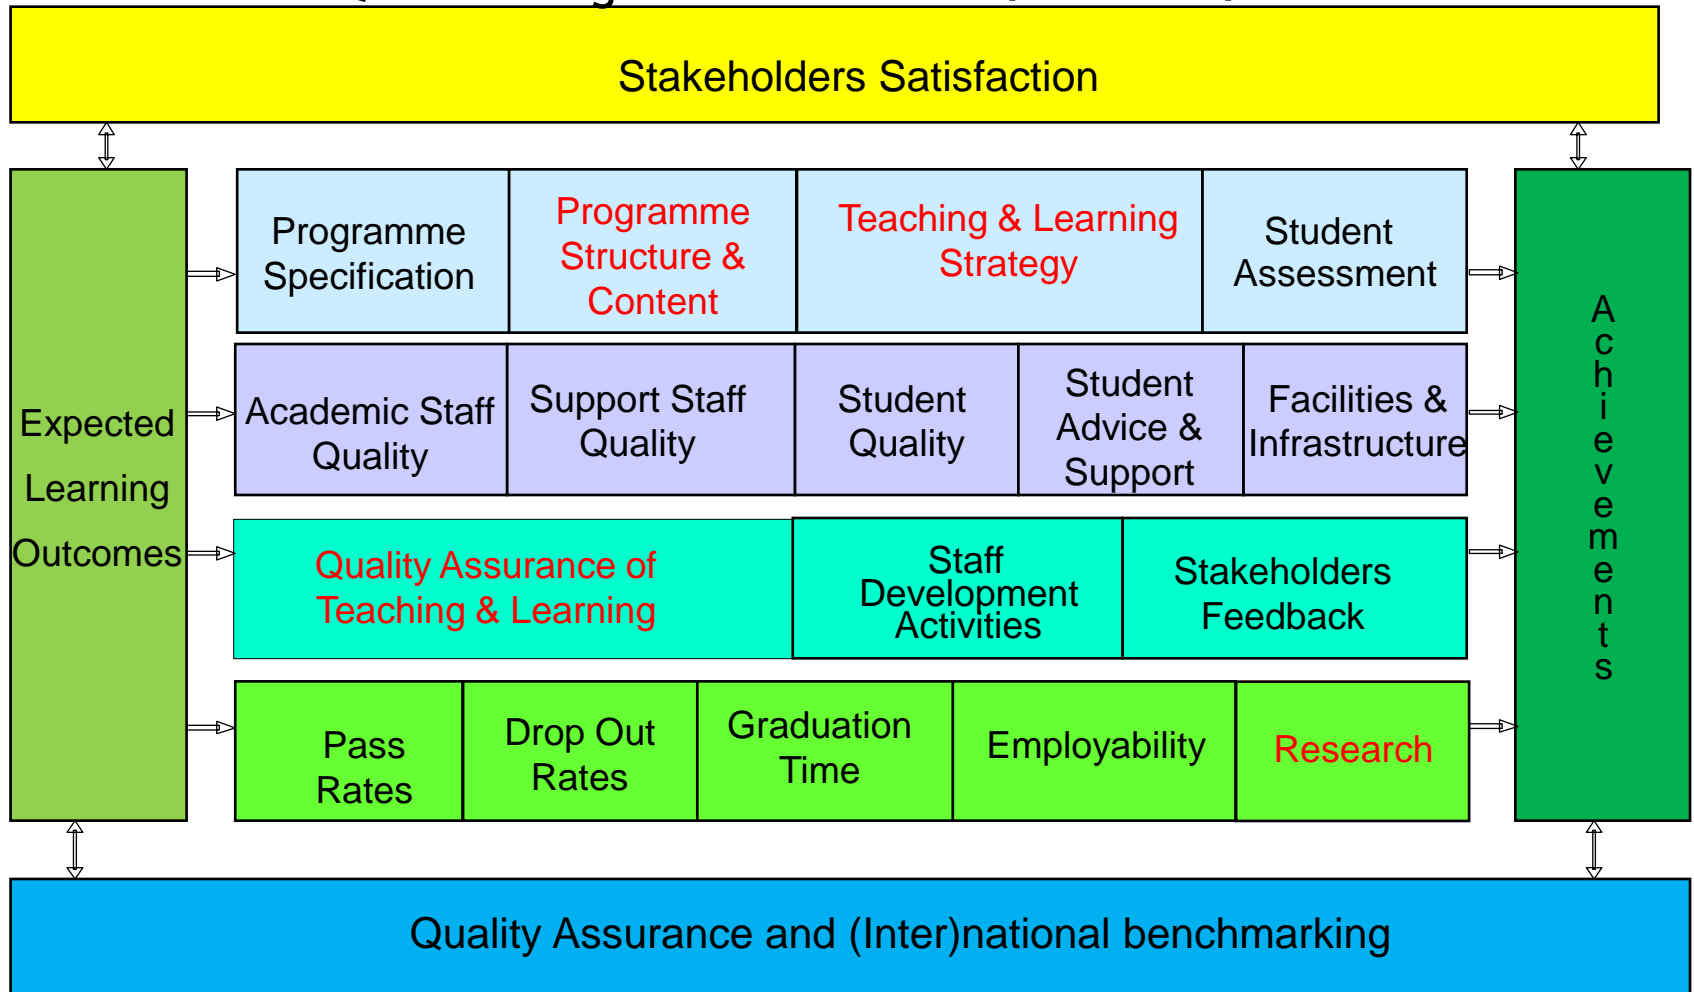 Stakeholders Satisfaction
Expected
Learning
Outcomes
Programme
Specification
Programme
Structure &
Content
Teaching & Learning
Strategy
Student
Assessment
Academic Staff
Quality
Support Staff
Quality
Student
Quality
Student
Advice &
Support
Facilities &
Infrastructure
Quality Assurance of
Teaching & Learning
Staff
Development
Activities
Stakeholders
Feedback
Pass
Rates
Drop Out
Rates
Graduation
Time
Employability
Research
Achievements
Quality Assurance and (Inter)national benchmarking